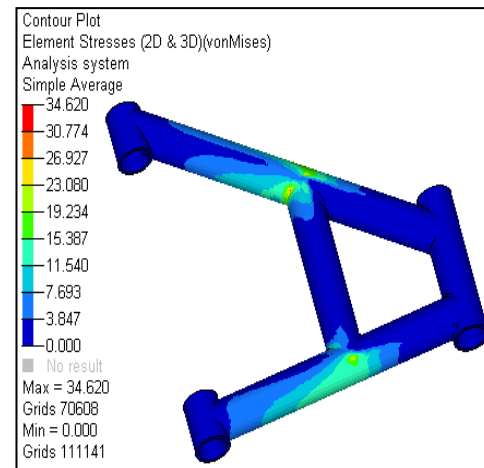 Contour Plot
Element Stresses (2D & 3D)(vonMises)
Analysis system
Simple Average
34.620
30.774
26.927
23.080
19.234
15.387
11.540
7.693
3.847
0.000
No result
Max = 34.620
Grids 70608
Min = 0.000
Grids 111141